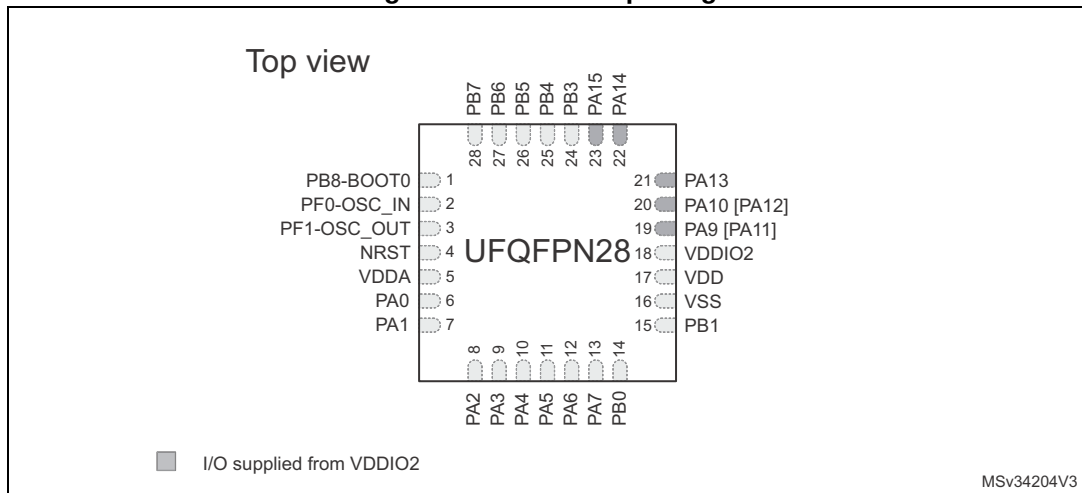 Top view
PB7
PB6
PB5
PB4
PB3
PA15
PA14
28
27
26
25
24
23
22
PB8-BOOT0 1
PF0-OSC_IN 2
PF1-OSC_OUT 3
NRST 4
VDDA 5
PA0 6
PA1 7
UFQFPN28
21 PA13
20 PA10 [PA12]
19 PA9 [PA11]
18 VDDIO2
17 VDD
16 VSS
15 PB1
8
9
10
11
12
13
14
PA2
PA3
PA4
PA5
PA6
PA7
PB0
I/O supplied from VDDIO2
MSv34204V3